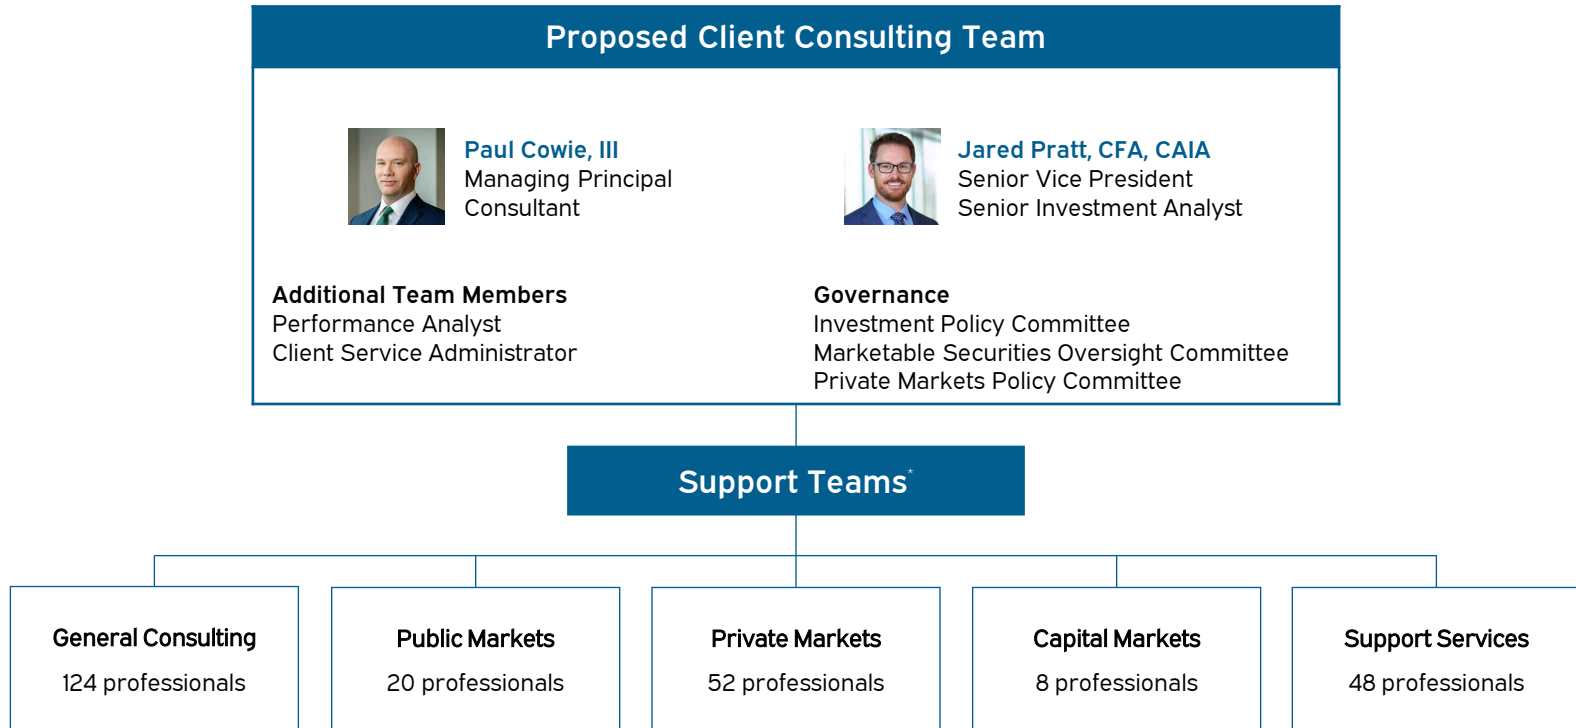 Proposed Client Consulting Team
Paul Cowie, III
Managing Principal
Consultant
Jared Pratt, CFA, CAIA
Senior Vice President
Senior Investment Analyst
Additional Team Members
Performance Analyst
Client Service Administrator
Governance
Investment Policy Committee
Marketable Securities Oversight Committee
Private Markets Policy Committee
Support Teams*
General Consulting
124 professionals
Public Markets
20 professionals
Private Markets
52 professionals
Capital Markets
8 professionals
Support Services
48 professionals